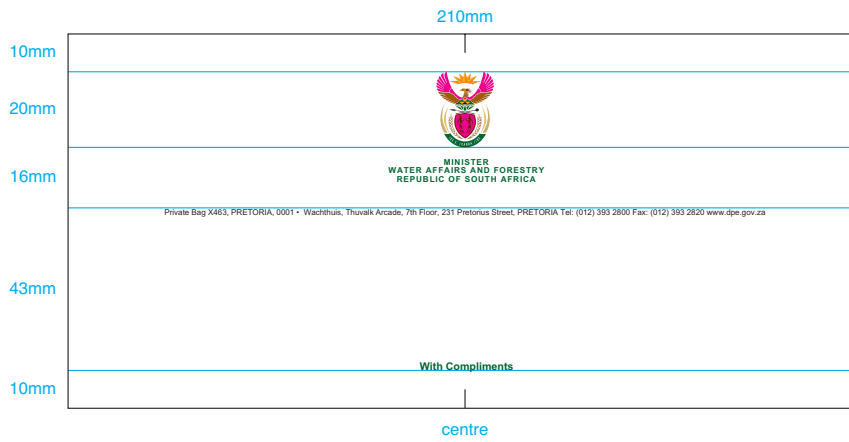 210mm
10mm
20mm
MINISTER
WATER AFFAIRS AND FORESTRY
16mm
REPUBLIC OF SOUTH AFRICA
Private Bag X463, PRETORIA, 0001 • Wachthuis, Thuvalk Arcade, 7th Floor, 231 Pretorius Street, PRETORIA Tel: (012) 393 2800 Fax: (012) 393 2820 www.dpe.gov.za
43mm
With Compliments
10mm
centre